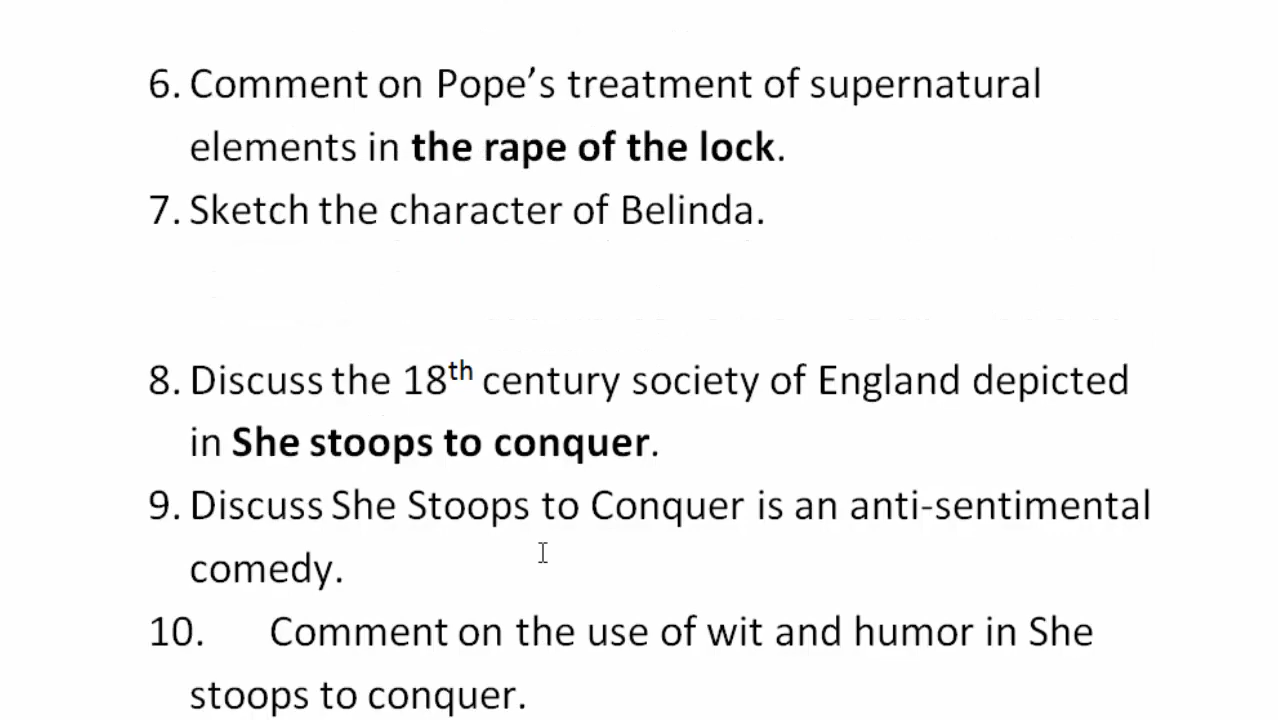 6. Comment on Pope's treatment of supernatural
elements in the rape of the lock.
7. Sketch the character of Belinda.
8. Discuss the 18th century society of England depicted
in She stoops to conquer.
9. Discuss She Stoops to Conquer is an anti-sentimental
comedy.
10. Comment on the use of wit and humor in She
stoops to conquer.